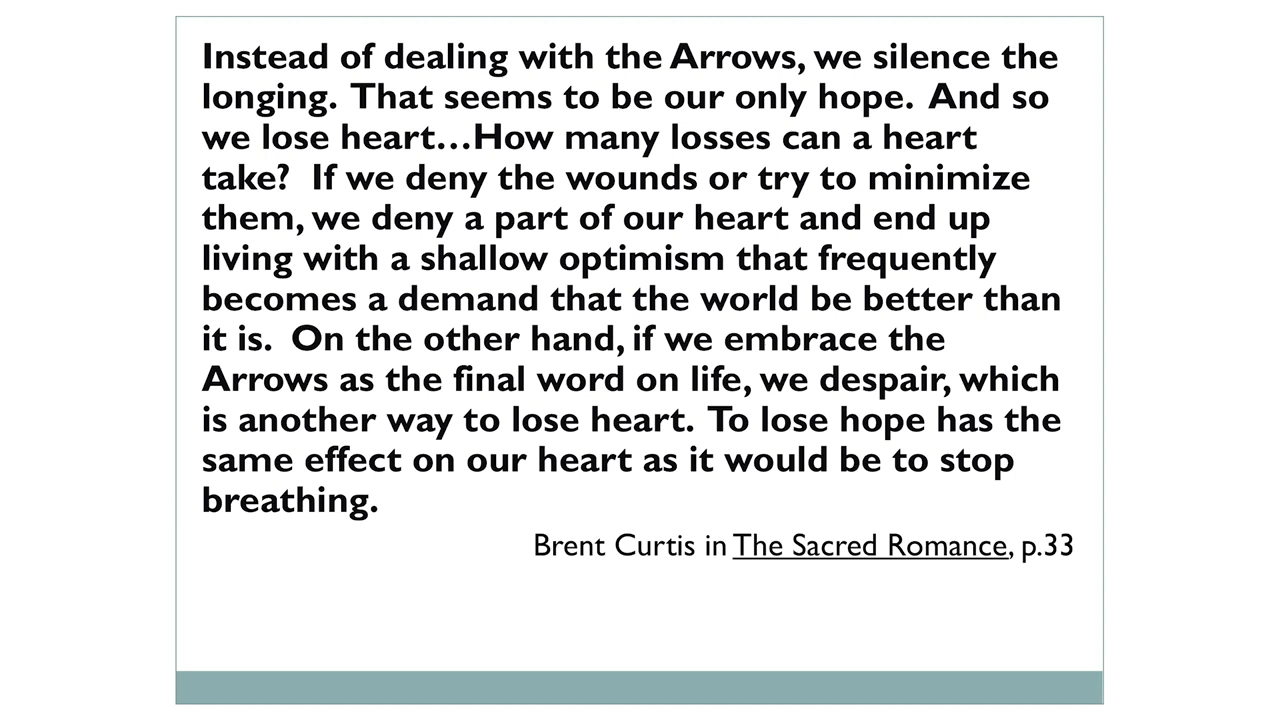 Instead of dealing with the Arrows, we silence the
longing.  That seems to be our only hope.  And so
we lose heart…How many losses can a heart
take?  If we deny the wounds or try to minimize
them, we deny a part of our heart and end up
living with a shallow optimism that frequently
becomes a demand that the world be better than
it is.  On the other hand, if we embrace the
Arrows as the final word on life, we despair, which
is another way to lose heart.  To lose hope has the
same effect on our heart as it would be to stop
breathing.
Brent Curtis in The Sacred Romance, p.33